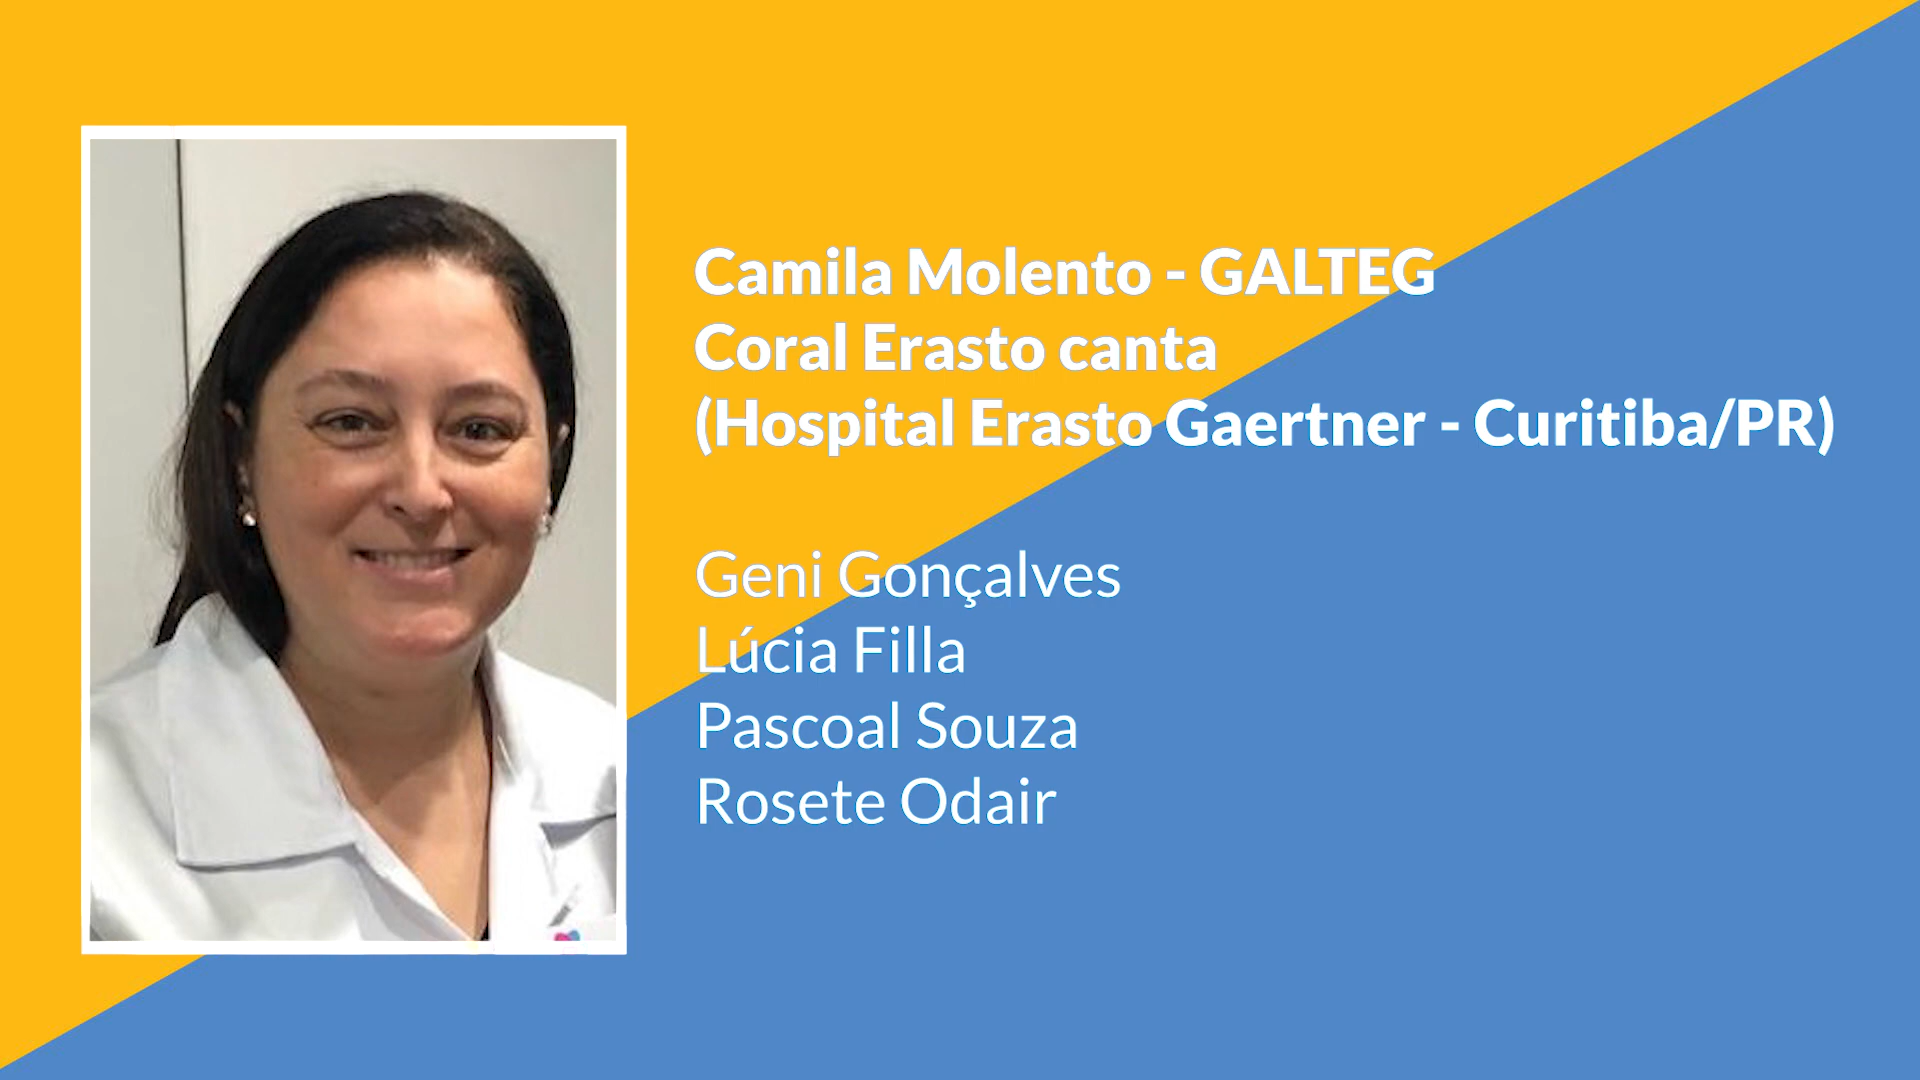 Camila Molento - GALTEG
Coral Erasto canta
(Hospital Erasto Gaertner - Curitiba/PR)
Geni Gonçalves
Lúcia Filla
Pascoal Souza
Rosete Odair